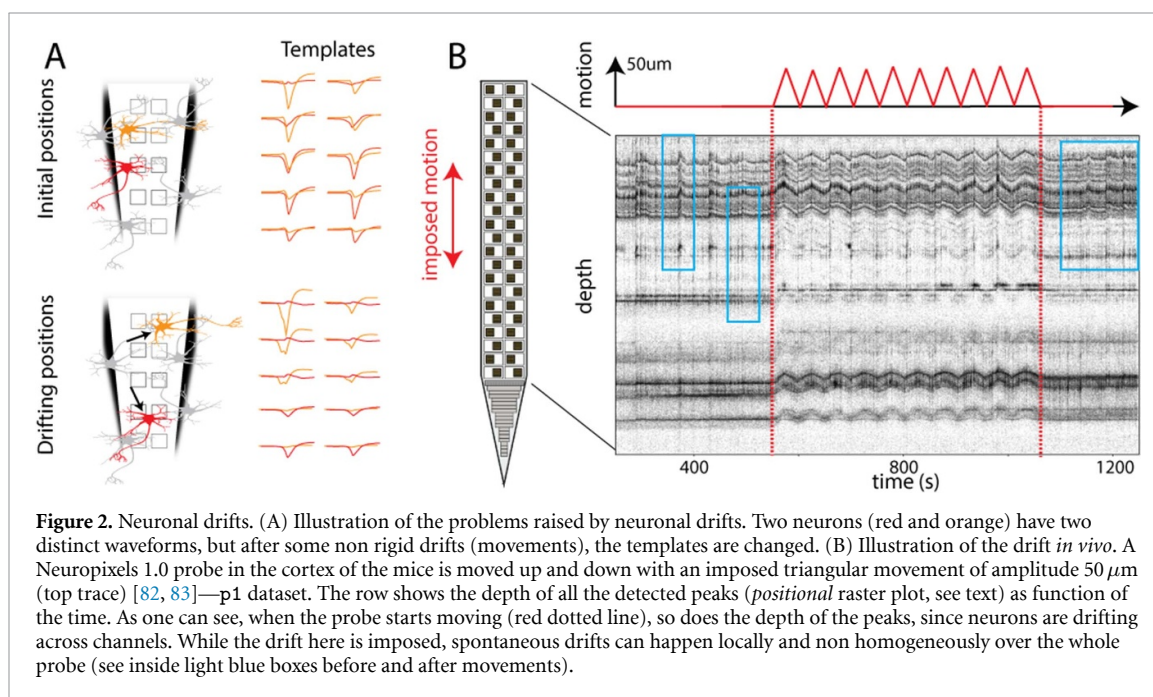 A
Templates
Initial positions
Drifting positions
B
imposed motion
motion
50um
depth
400
800
1200
time (s)
Figure 2. Neuronal drifts. (A) Illustration of the problems raised by neuronal drifts. Two neurons (red and orange) have two
distinct waveforms, but after some non rigid drifts (movements), the templates are changed. (B) Illustration of the drift in vivo. A
Neuropixels 1.0 probe in the cortex of the mice is moved up and down with an imposed triangular movement of amplitude 50 μm
(top trace) [82, 83]—p1 dataset. The row shows the depth of all the detected peaks (positional raster plot, see text) as function of
the time. As one can see, when the probe starts moving (red dotted line), so does the depth of the peaks, since neurons are drifting
across channels. While the drift here is imposed, spontaneous drifts can happen locally and non homogeneously over the whole
probe (see inside light blue boxes before and after movements).